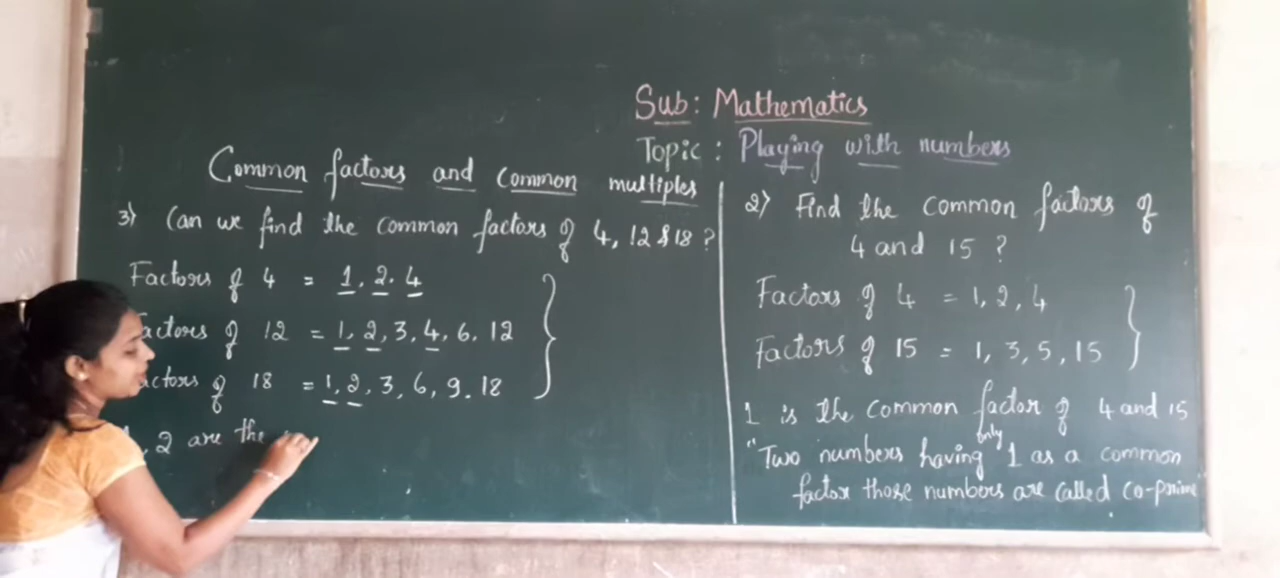 Sub: Mathematics
Topic: Playing with numbers
Common factors and common multiples
3) Can we find the common factors of 4, 12 & 18 ?
Factors of 4 = 1, 2, 4
actors of 12 = 1, 2, 3, 4, 6, 12
actors of 18 = 1, 2, 3, 6, 9, 18
, 2 are the
2) Find the common factors of
4 and 15 ?
Factors of 4 = 1, 2, 4
Factors of 15 = 1, 3, 5, 15
1 is the common factor of 4 and 15
"Two numbers having only 1 as a common
factor those numbers are called co-prime